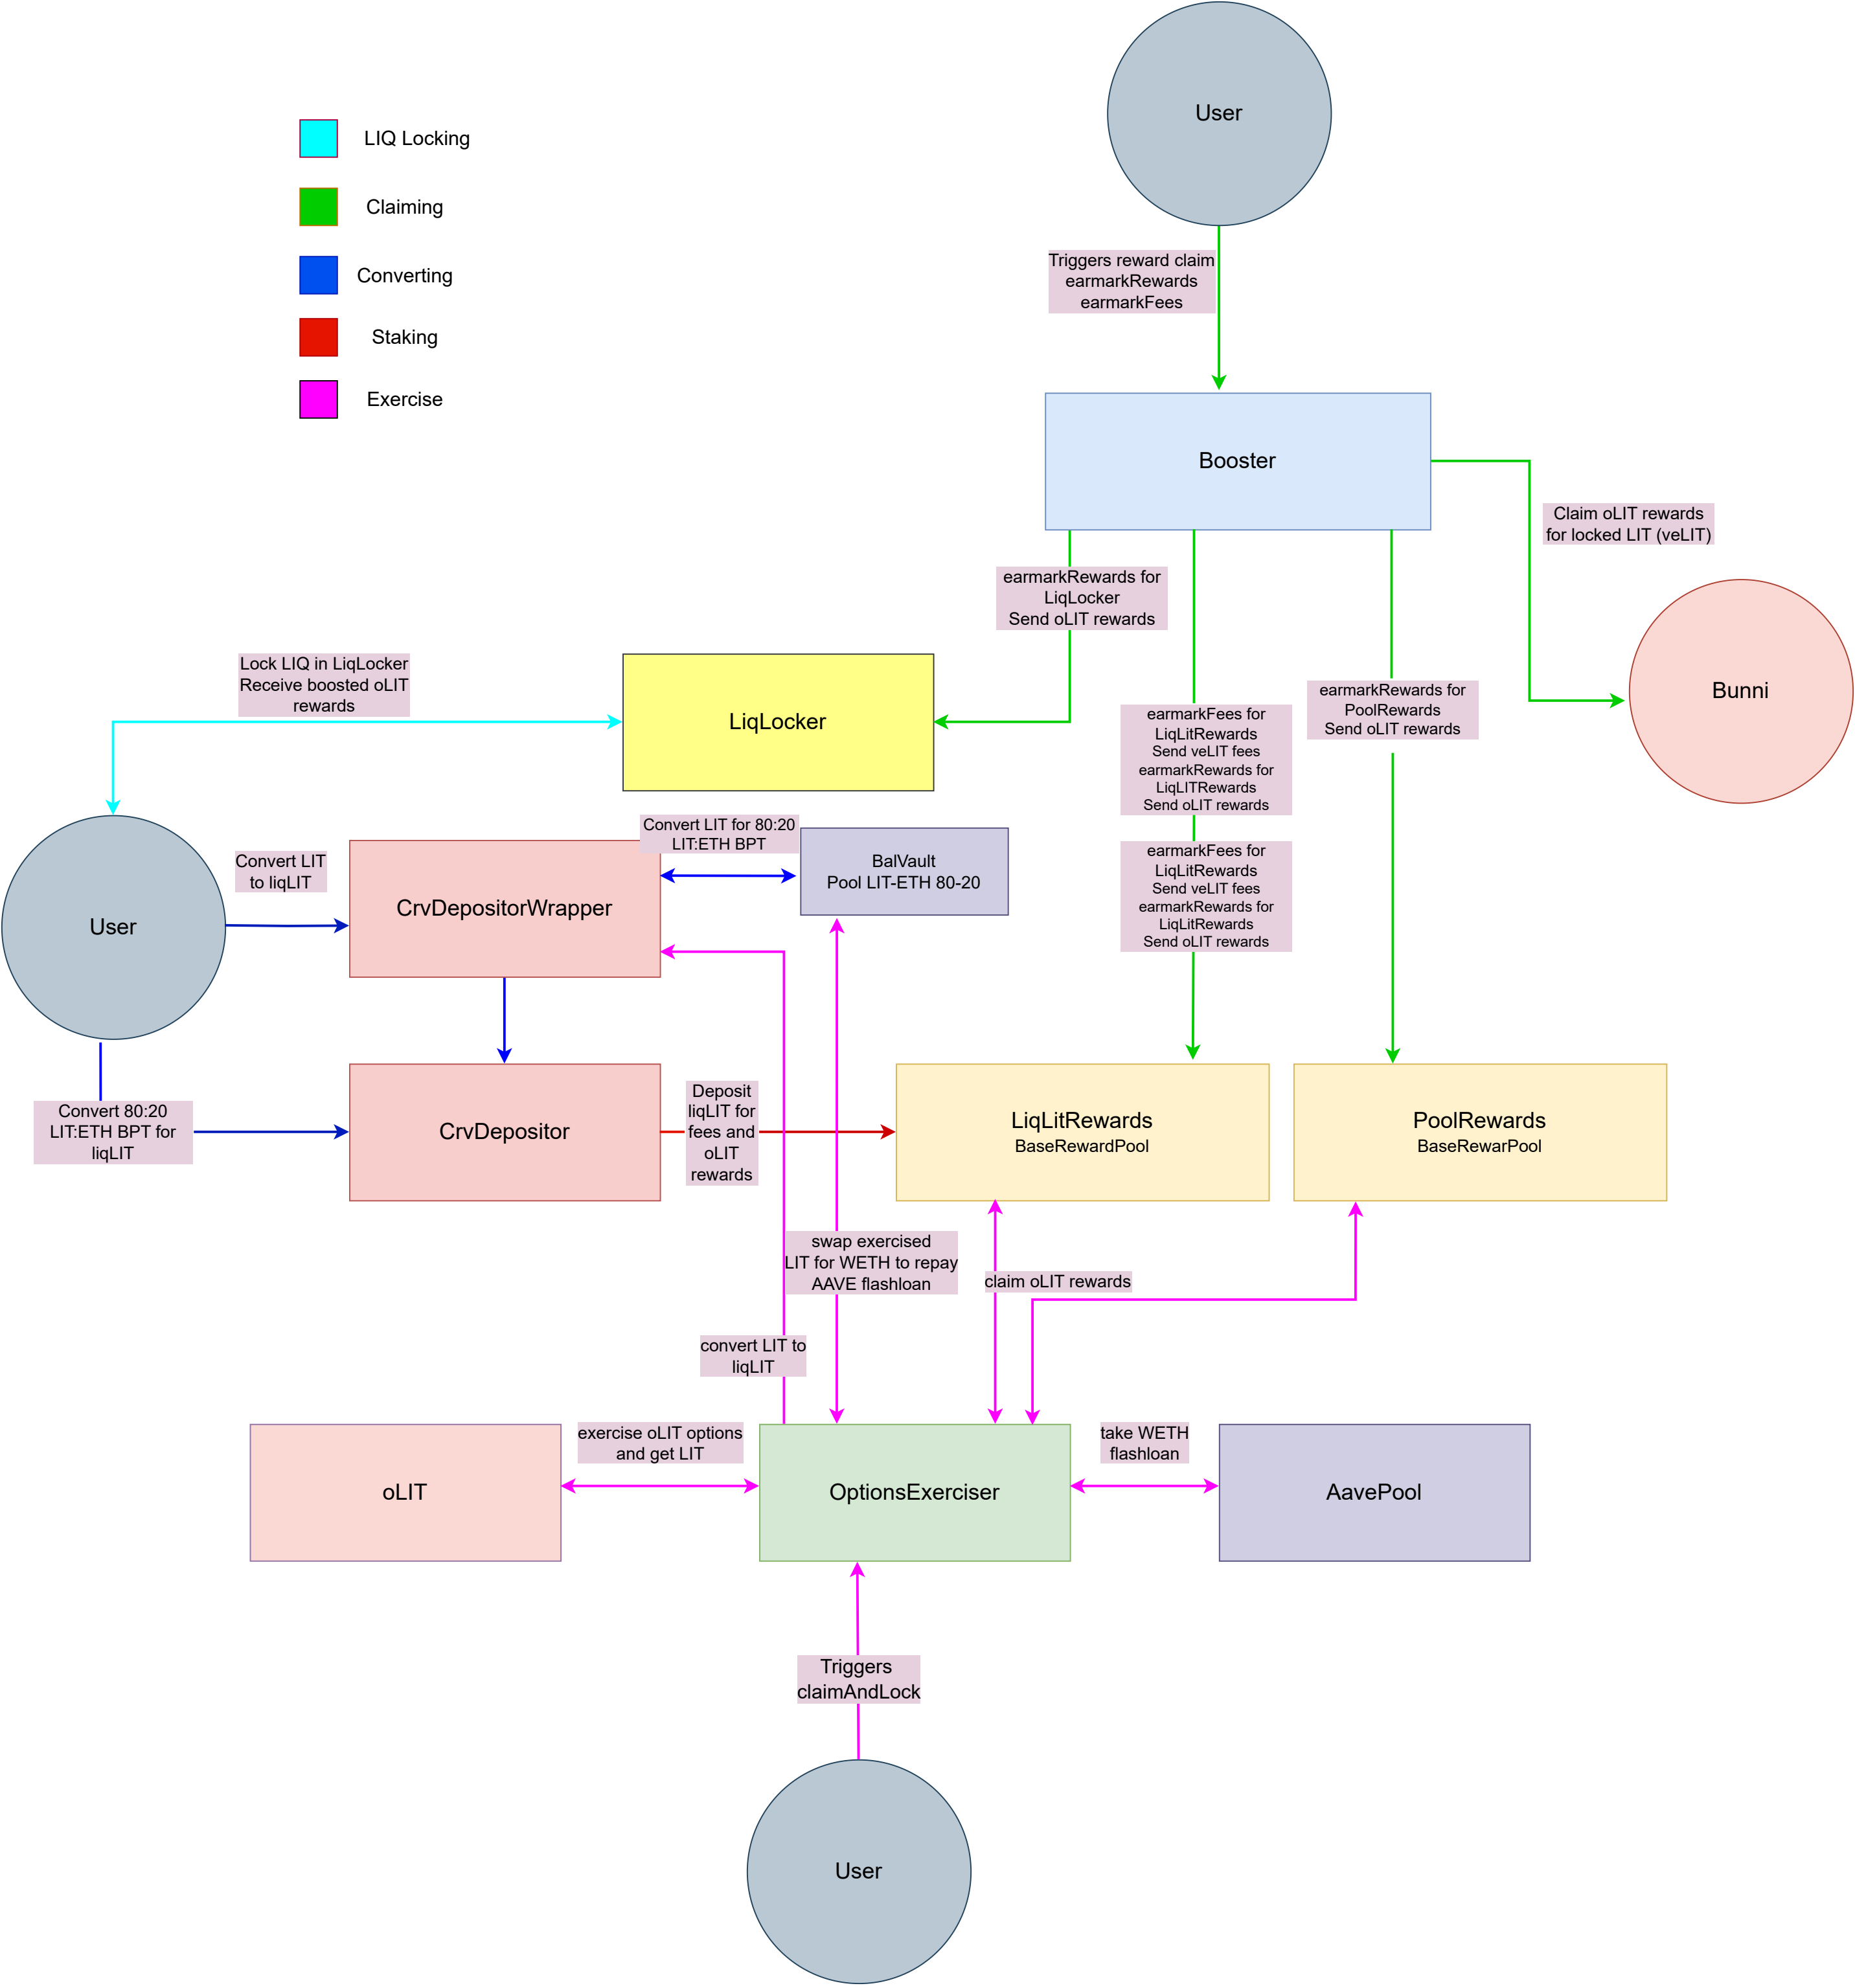 User
LIQ Locking
Claiming
Converting
Staking
Exercise
Triggers reward claim
earmarkRewards
earmarkFees
Booster
Claim oLIT rewards
for locked LIT (veLIT)
earmarkRewards for
LiqLocker
Send oLIT rewards
Bunni
Lock LIQ in LiqLocker
Receive boosted oLIT
rewards
LiqLocker
earmarkFees for
LiqLitRewards
Send veLIT fees
earmarkRewards for
LiqLITRewards
Send oLIT rewards
earmarkRewards for
PoolRewards
Send oLIT rewards
Convert LIT for 80:20
LIT:ETH BPT
BalVault
Pool LIT-ETH 80-20
earmarkFees for
LiqLitRewards
Send veLIT fees
earmarkRewards for
LiqLitRewards
Send oLIT rewards
User
Convert LIT
to liqLIT
CrvDepositorWrapper
Convert 80:20
LIT:ETH BPT for
liqLIT
CrvDepositor
Deposit
liqLIT for
fees and
oLIT
rewards
LiqLitRewards
BaseRewardPool
PoolRewards
BaseRewarPool
swap exercised
LIT for WETH to repay
AAVE flashloan
claim oLIT rewards
convert LIT to
liqLIT
oLIT
exercise oLIT options
and get LIT
OptionsExerciser
take WETH
flashloan
AavePool
Triggers
claimAndLock
User